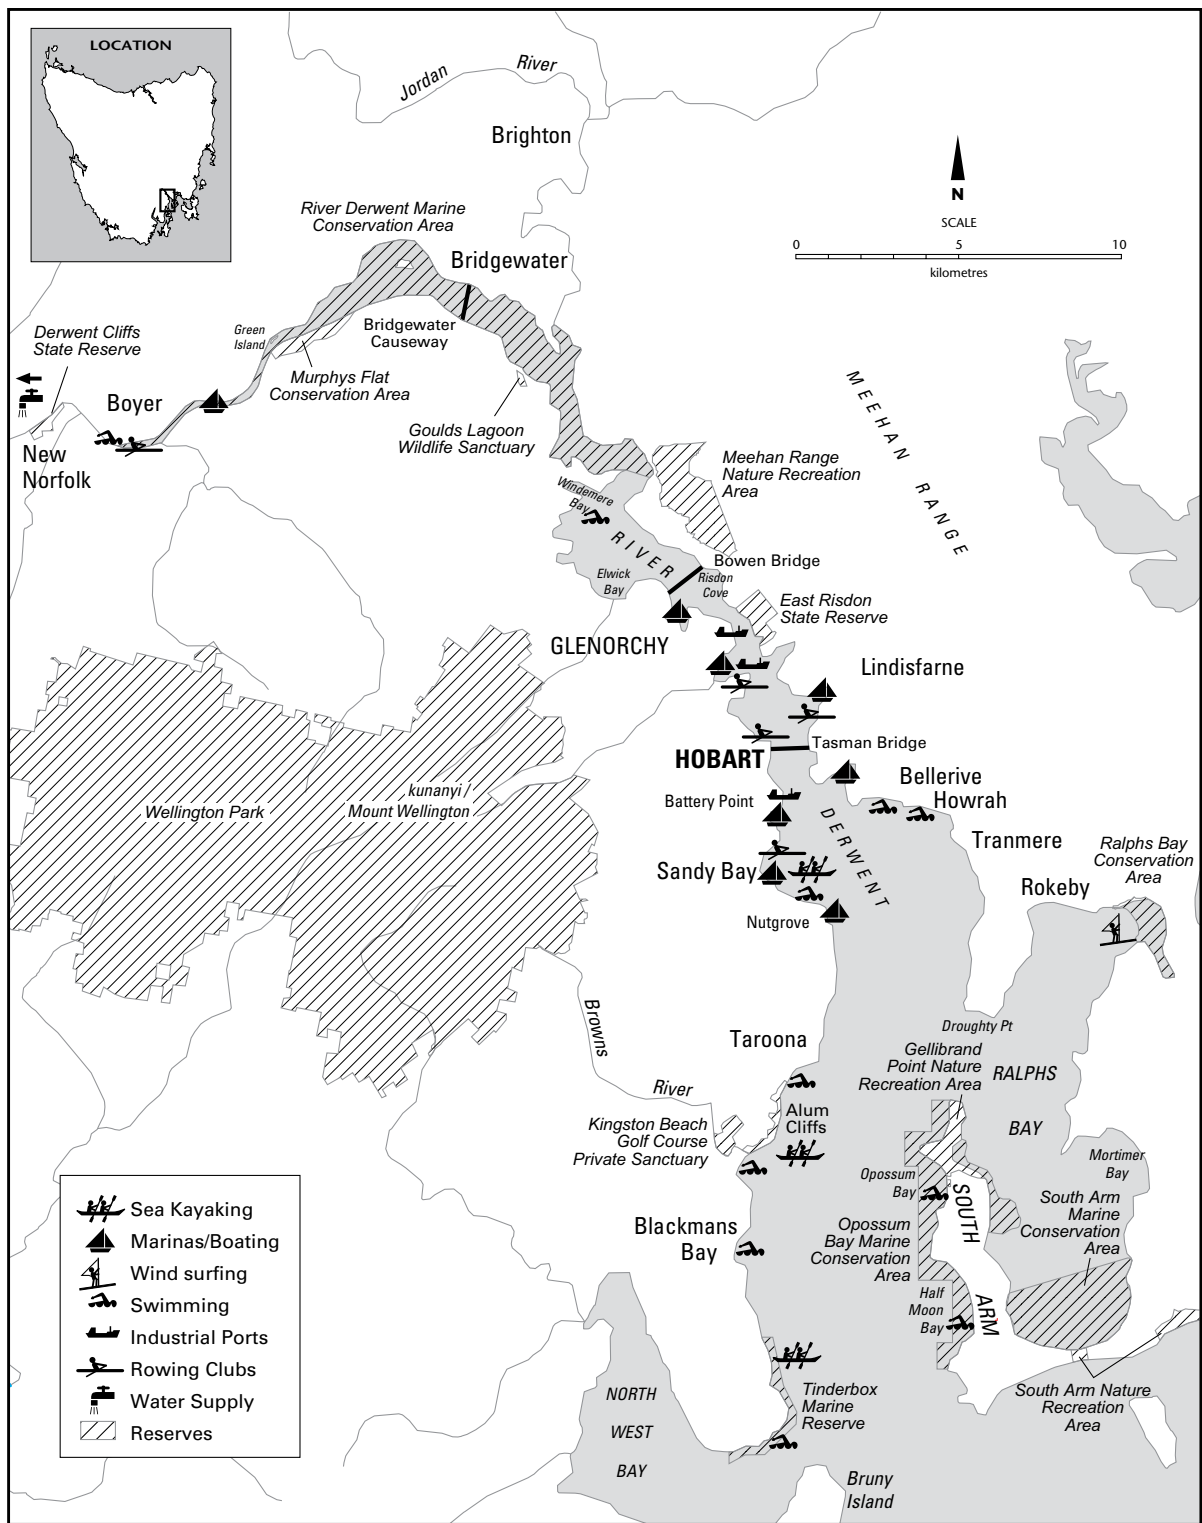 LOCATION
Jordan
River
Brighton
N
SCALE
0 5 10
kilometres
River Derwent Marine
Conservation Area
Bridgewater
Green
Island
Bridgewater
Causeway
Derwent Cliffs
State Reserve
Murphys Flat
Conservation Area
Boyer
Goulds Lagoon
Wildlife Sanctuary
New
Norfolk
MEEHAN RANGE
Meehan Range
Nature Recreation
Area
Windemere
Bay
RIVER
Bowen Bridge
Elwick
Bay
Risdon
Cove
East Risdon
State Reserve
GLENORCHY
Lindisfarne
Tasman Bridge
HOBART
Bellerive
Howrah
kunanyi /
Mount Wellington
Wellington Park
Battery Point
DERWENT
Tranmere
Ralphs Bay
Conservation
Area
Sandy Bay
Rokeby
Nutgrove
Browns
River
Droughty Pt
Taroona
Gellibrand
Point Nature
Recreation Area
RALPHS
BAY
Alum
Cliffs
Kingston Beach
Golf Course
Private Sanctuary
Mortimer
Bay
Opossum
Bay
SOUTH
ARM
South Arm
Marine
Conservation
Area
Opossum
Bay Marine
Conservation
Area
Blackmans
Bay
Half
Moon
Bay
Sea Kayaking
Marinas/Boating
Wind surfing
Swimming
Industrial Ports
Rowing Clubs
Water Supply
Reserves
NORTH
WEST
BAY
Tinderbox
Marine
Reserve
South Arm Nature
Recreation
Area
Bruny
Island